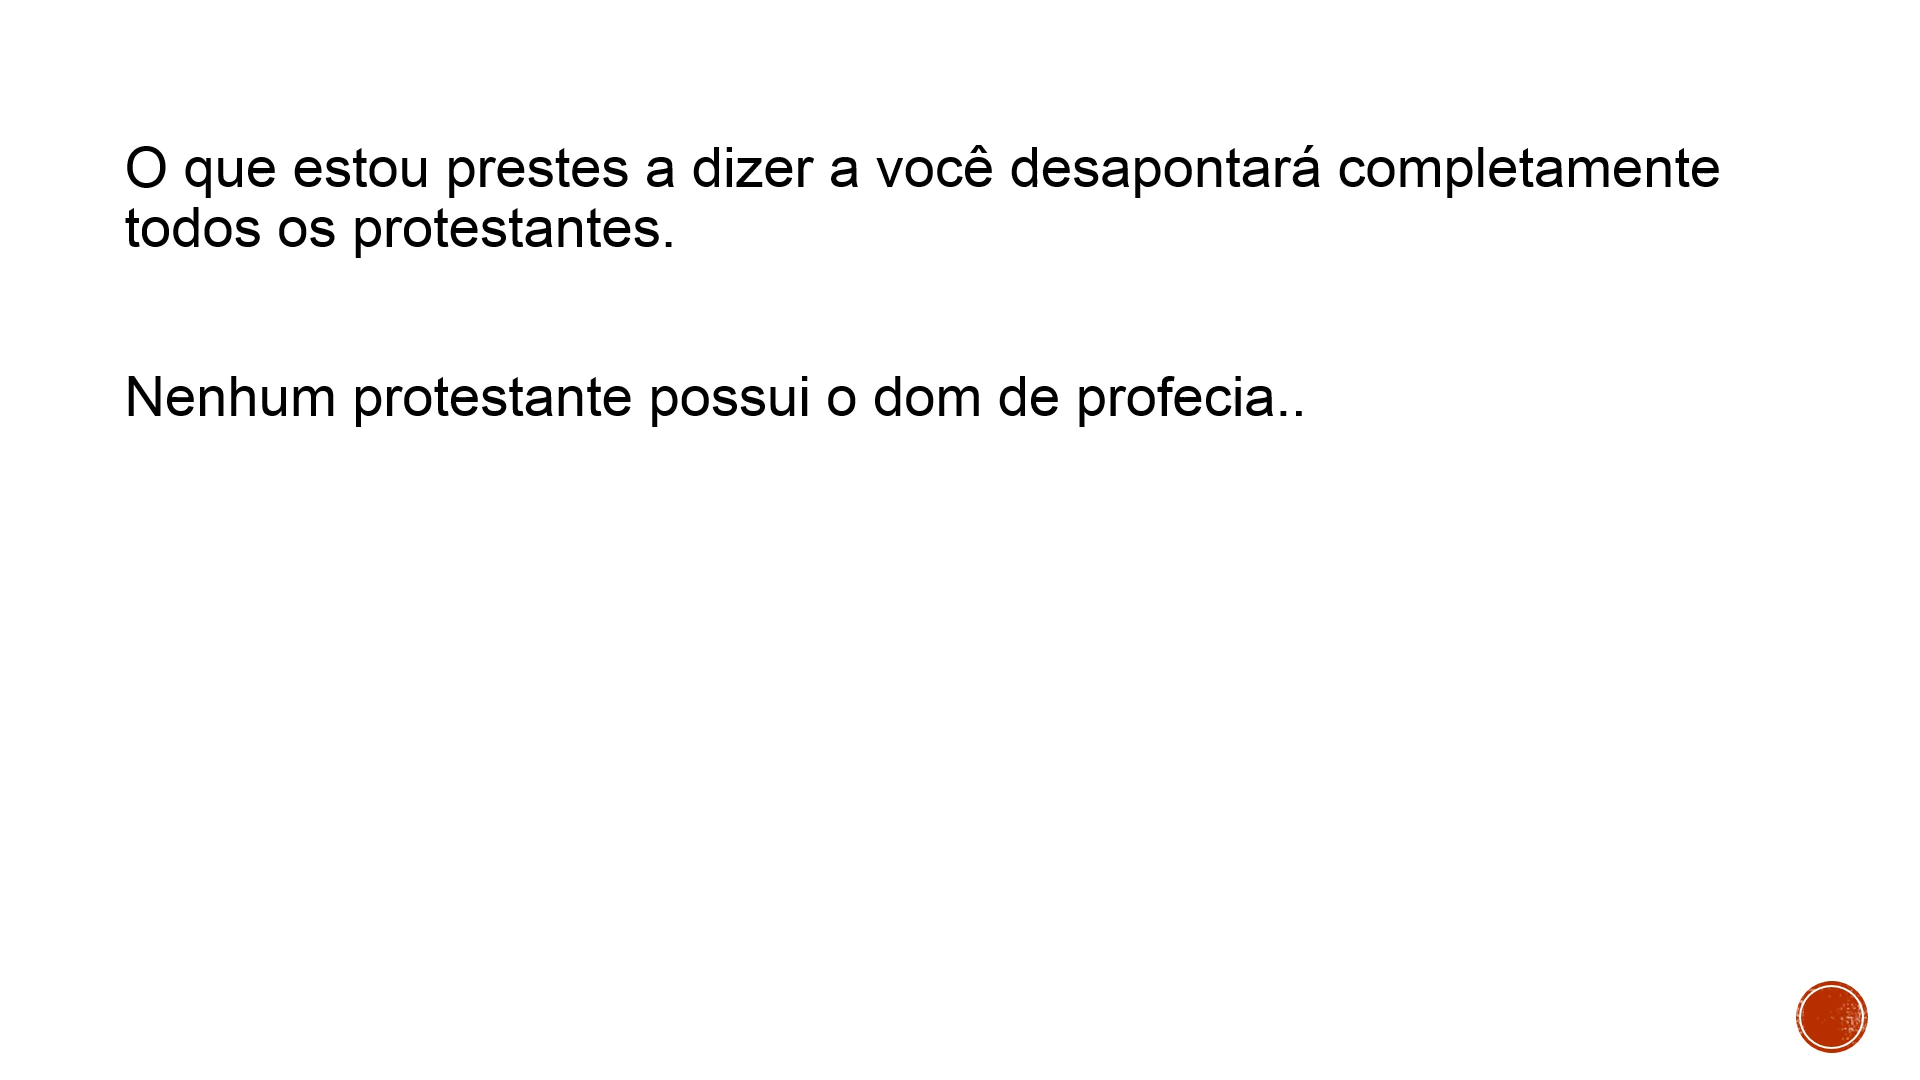 O que estou prestes a dizer a você desapontará completamente
todos os protestantes.
Nenhum protestante possui o dom de profecia..